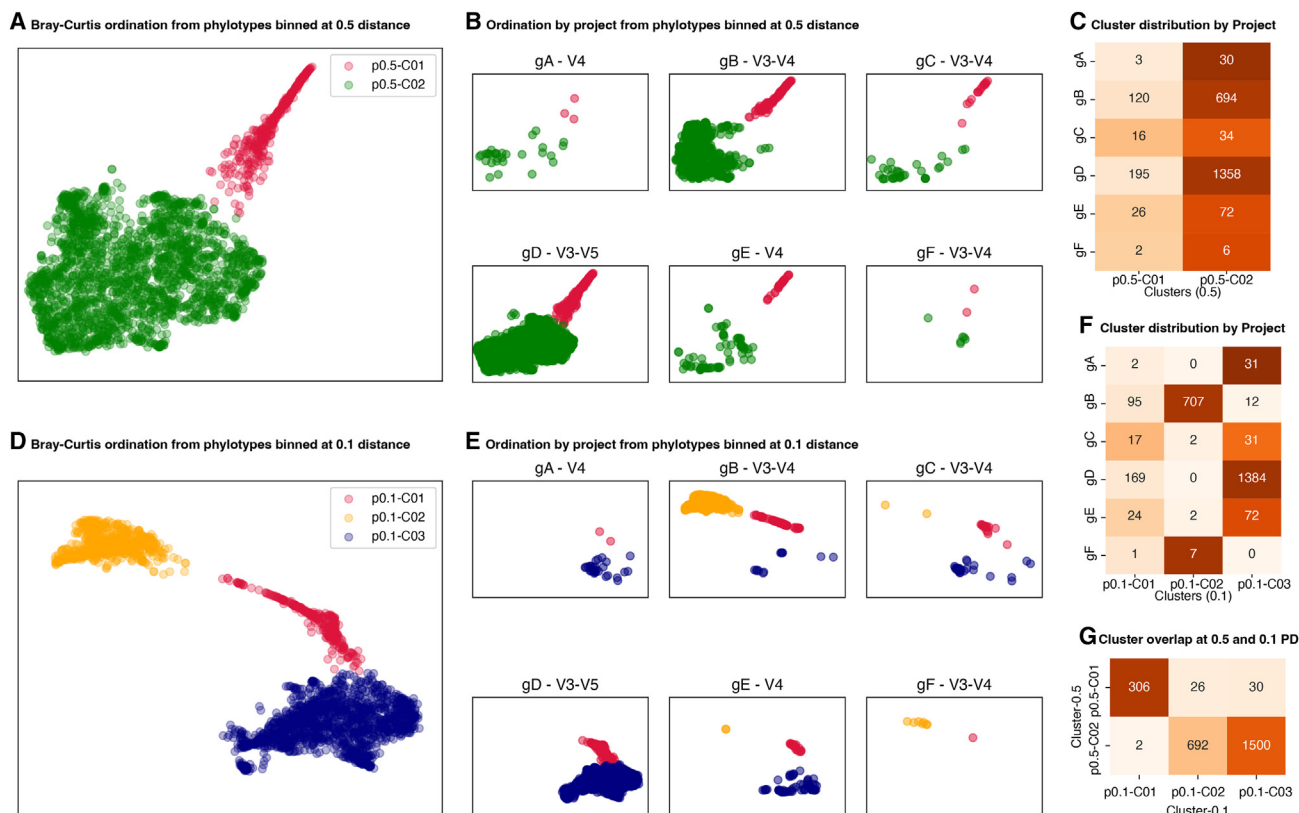 A Bray-Curtis ordination from phylotypes binned at 0.5 distance
p0.5-C01
p0.5-C02
B Ordination by project from phylotypes binned at 0.5 distance
gA - V4
gB - V3-V4
gC - V3-V4
gD - V3-V5
gE - V4
gF - V3-V4
C Cluster distribution by Project
gA 3 30
gB 120 694
gC 16 34
gD 195 1358
gE 26 72
gF 2 6
p0.5-C01 p0.5-C02
Clusters (0.5)
D Bray-Curtis ordination from phylotypes binned at 0.1 distance
p0.1-C01
p0.1-C02
p0.1-C03
E Ordination by project from phylotypes binned at 0.1 distance
gA - V4
gB - V3-V4
gC - V3-V4
gD - V3-V5
gE - V4
gF - V3-V4
F Cluster distribution by Project
gA 2 0 31
gB 95 707 12
gC 17 2 31
gD 169 0 1384
gE 24 2 72
gF 1 7 0
p0.1-C01 p0.1-C02 p0.1-C03
Clusters (0.1)
G Cluster overlap at 0.5 and 0.1 PD
Cluster-0.5
p0.5-C01 306 26 30
p0.5-C02 2 692 1500
p0.1-C01 p0.1-C02 p0.1-C03
Cluster-0.1